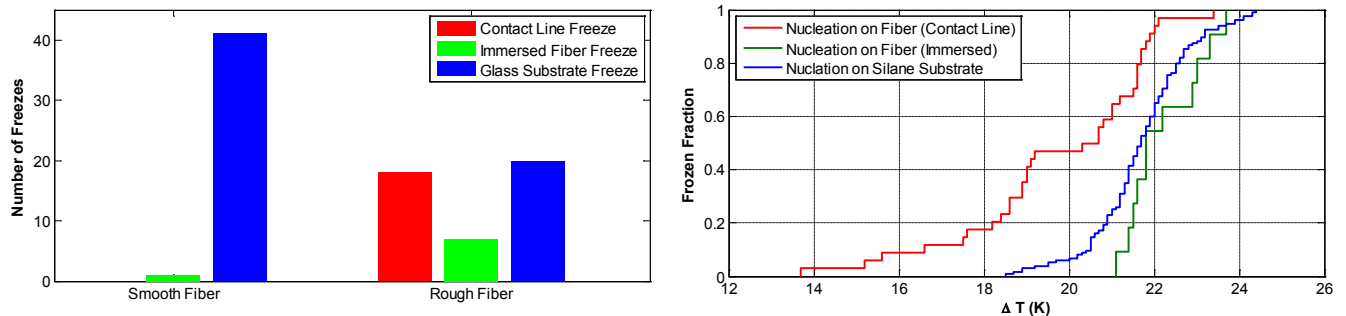 Number of Freezes
40
30
20
10
0
Contact Line Freeze
Immersed Fiber Freeze
Glass Substrate Freeze
Smooth Fiber
Rough Fiber
Frozen Fraction
1
0.8
0.6
0.4
0.2
0
Nucleation on Fiber (Contact Line)
Nucleation on Fiber (Immersed)
Nuclation on Silane Substrate
12
14
16
18
20
22
24
26
Δ T (K)